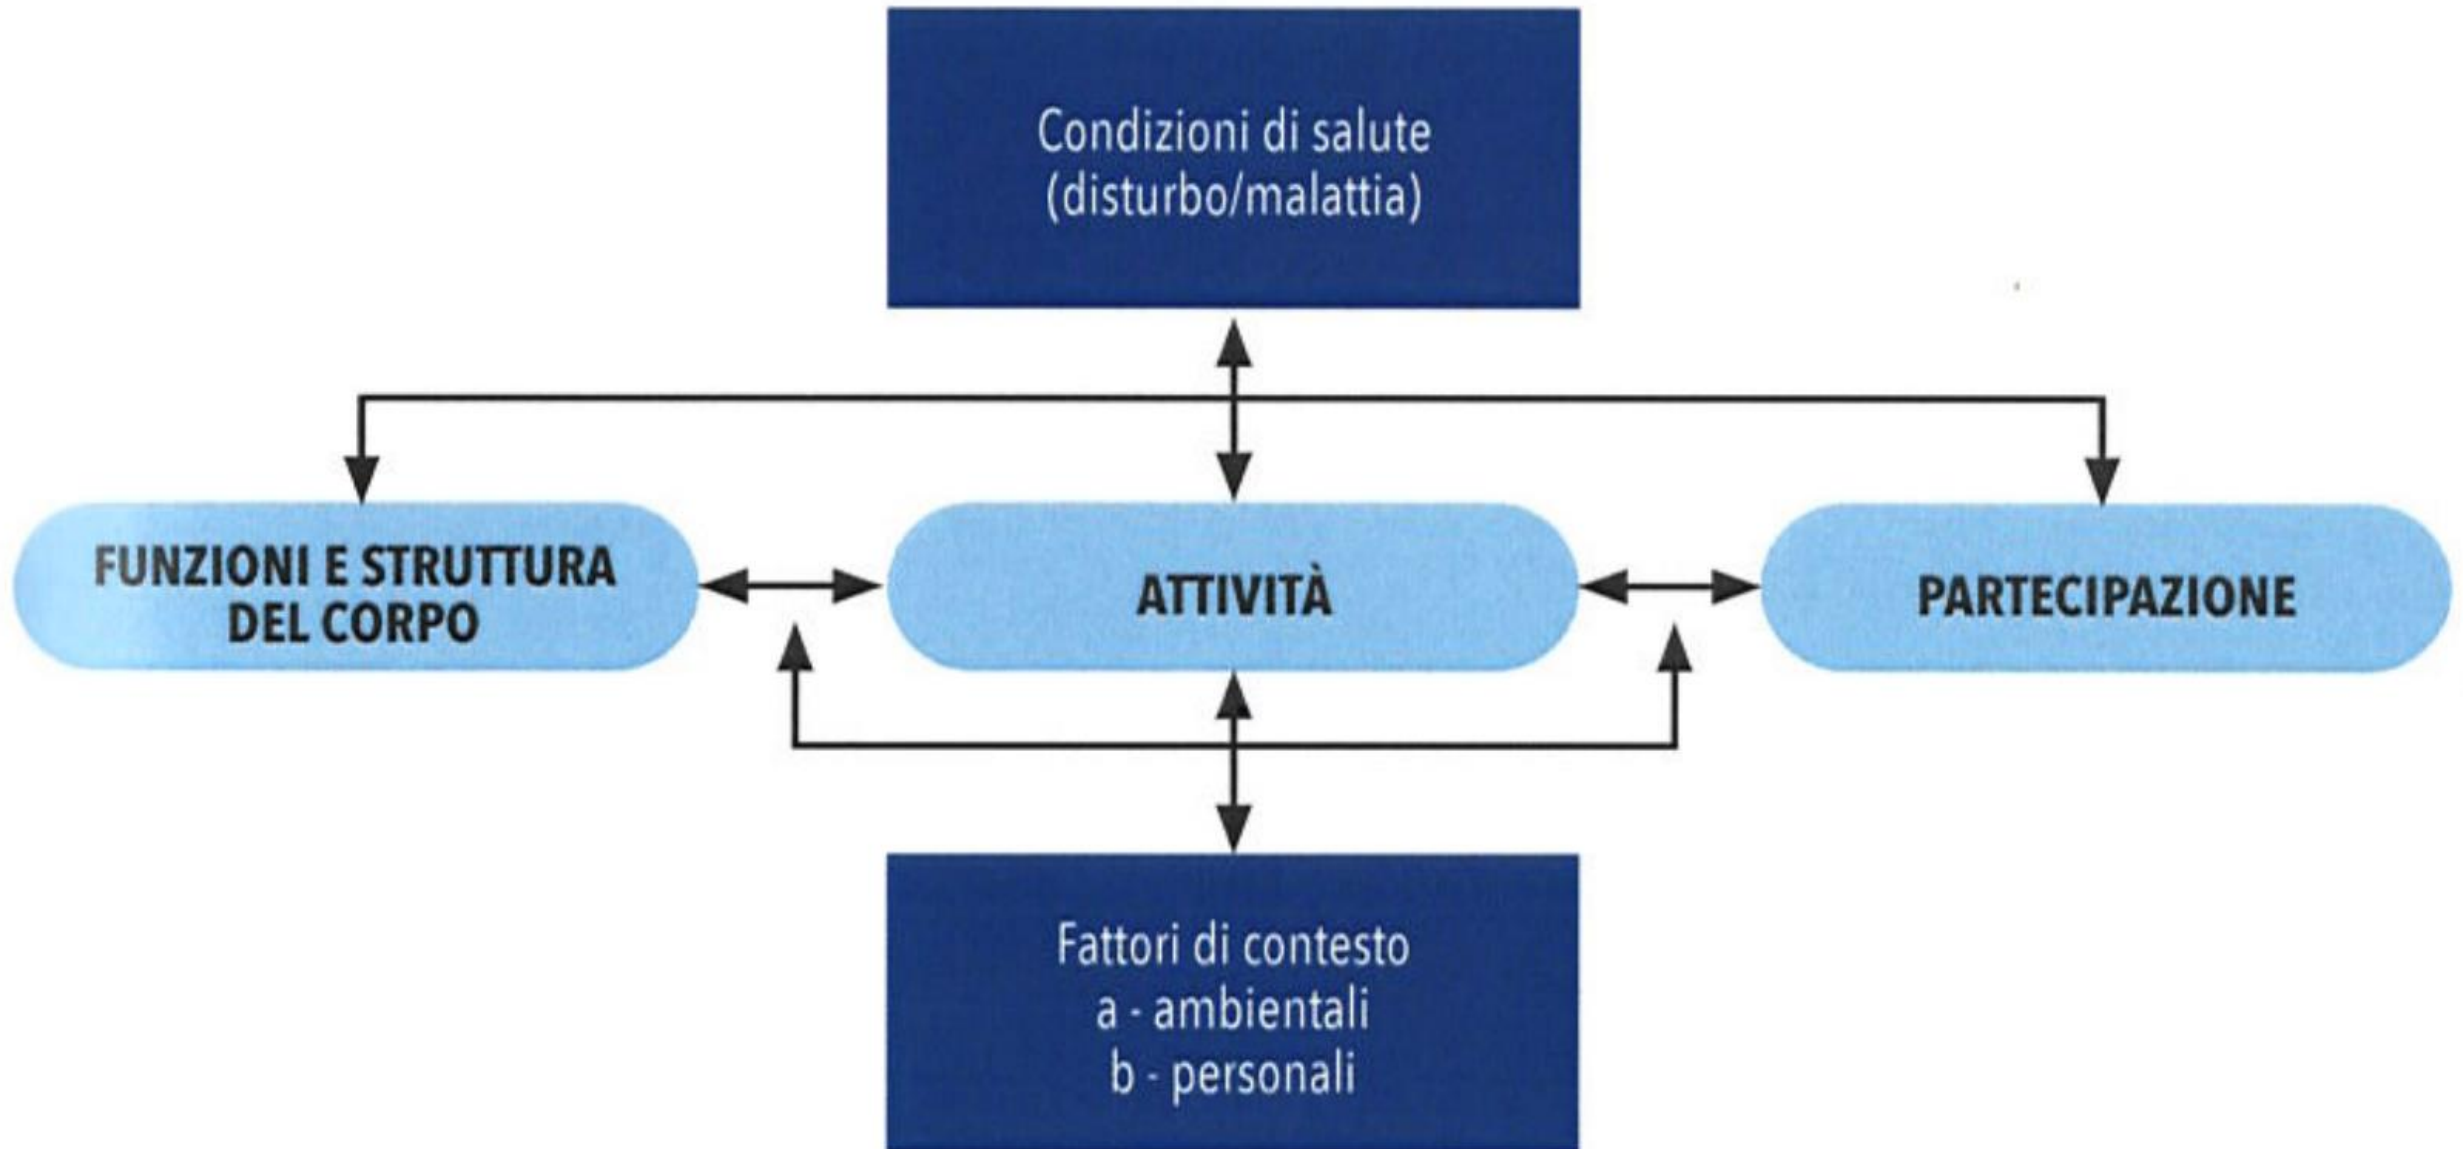 Condizioni di salute
(disturbo/malattia)
FUNZIONI E STRUTTURA
DEL CORPO
ATTIVITÀ
PARTECIPAZIONE
Fattori di contesto
a - ambientali
b - personali